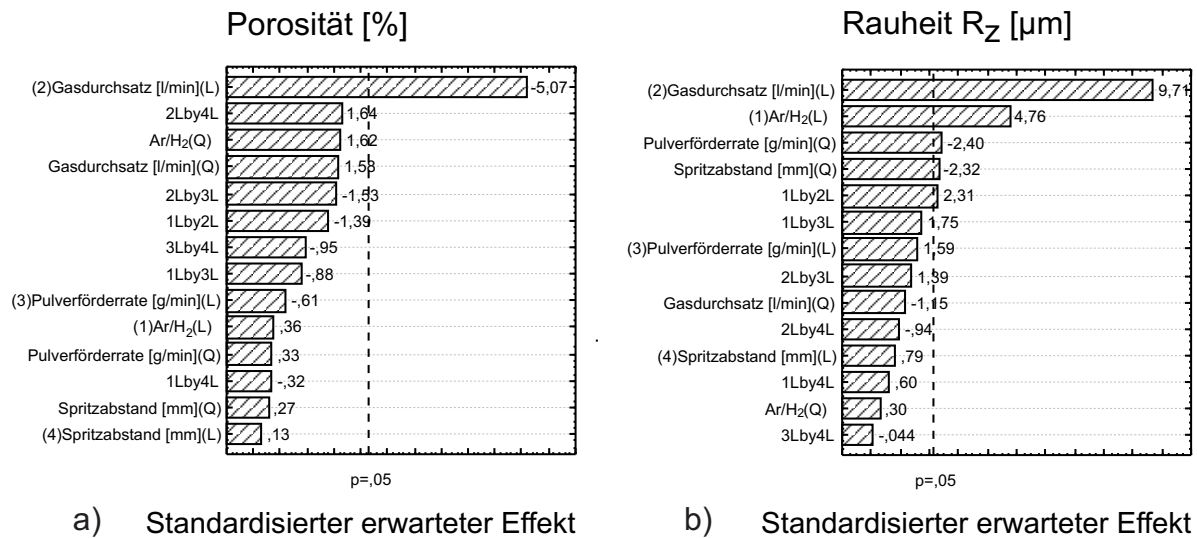 Porosität [%]
(2)Gasdurchsatz [l/min](L) -5,07
2Lby4L 1,64
Ar/H₂(Q) 1,62
Gasdurchsatz [l/min](Q) 1,58
2Lby3L -1,53
1Lby2L -1,39
3Lby4L -,95
1Lby3L -,88
(3)Pulverförderrate [g/min](L) -,61
(1)Ar/H₂(L) ,36
Pulverförderrate [g/min](Q) ,33
1Lby4L -,32
Spritzabstand [mm](Q) ,27
(4)Spritzabstand [mm](L) ,13
p=,05
a) Standardisierter erwarteter Effekt
Rauheit R_Z [µm]
(2)Gasdurchsatz [l/min](L) 9,71
(1)Ar/H₂(L) 4,76
Pulverförderrate [g/min](Q) -2,40
Spritzabstand [mm](Q) -2,32
1Lby2L 2,31
1Lby3L 1,75
(3)Pulverförderrate [g/min](L) 1,59
2Lby3L 1,39
Gasdurchsatz [l/min](Q) -1,15
2Lby4L -,94
(4)Spritzabstand [mm](L) ,79
1Lby4L ,60
Ar/H₂(Q) ,30
3Lby4L -,044
p=,05
b) Standardisierter erwarteter Effekt